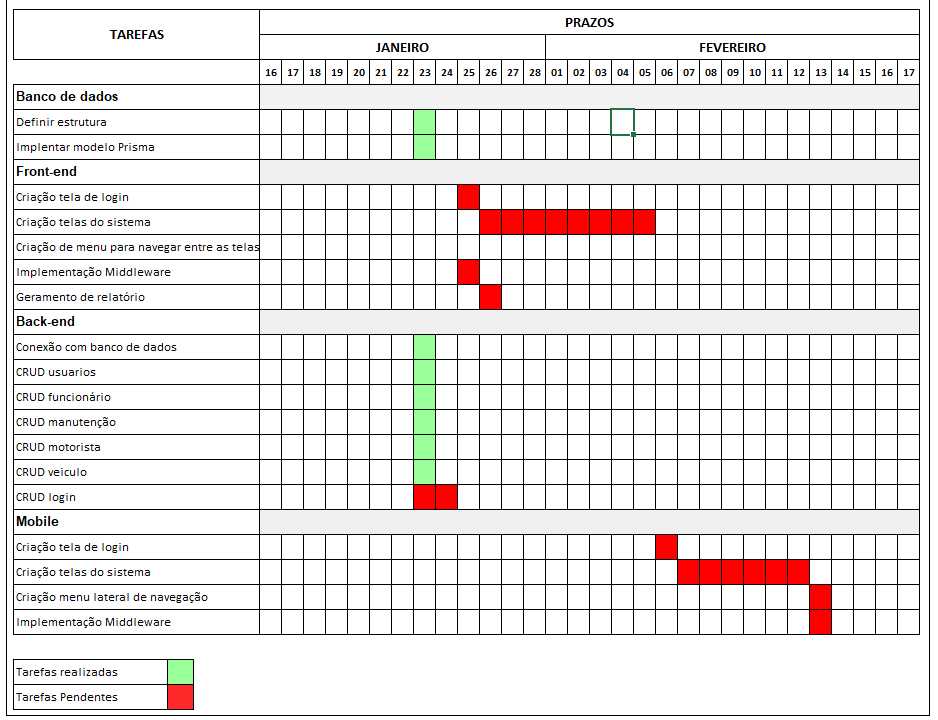 TAREFAS
PRAZOS
JANEIRO
FEVEREIRO
16 17 18 19 20 21 22 23 24 25 26 27 28 01 02 03 04 05 06 07 08 09 10 11 12 13 14 15 16 17
Banco de dados
Definir estrutura
Implentar modelo Prisma
Front-end
Criação tela de login
Criação telas do sistema
Criação de menu para navegar entre as telas
Implementação Middleware
Geramento de relatório
Back-end
Conexão com banco de dados
CRUD usuarios
CRUD funcionário
CRUD manutenção
CRUD motorista
CRUD veiculo
CRUD login
Mobile
Criação tela de login
Criação telas do sistema
Criação menu lateral de navegação
Implementação Middleware
Tarefas realizadas
Tarefas Pendentes